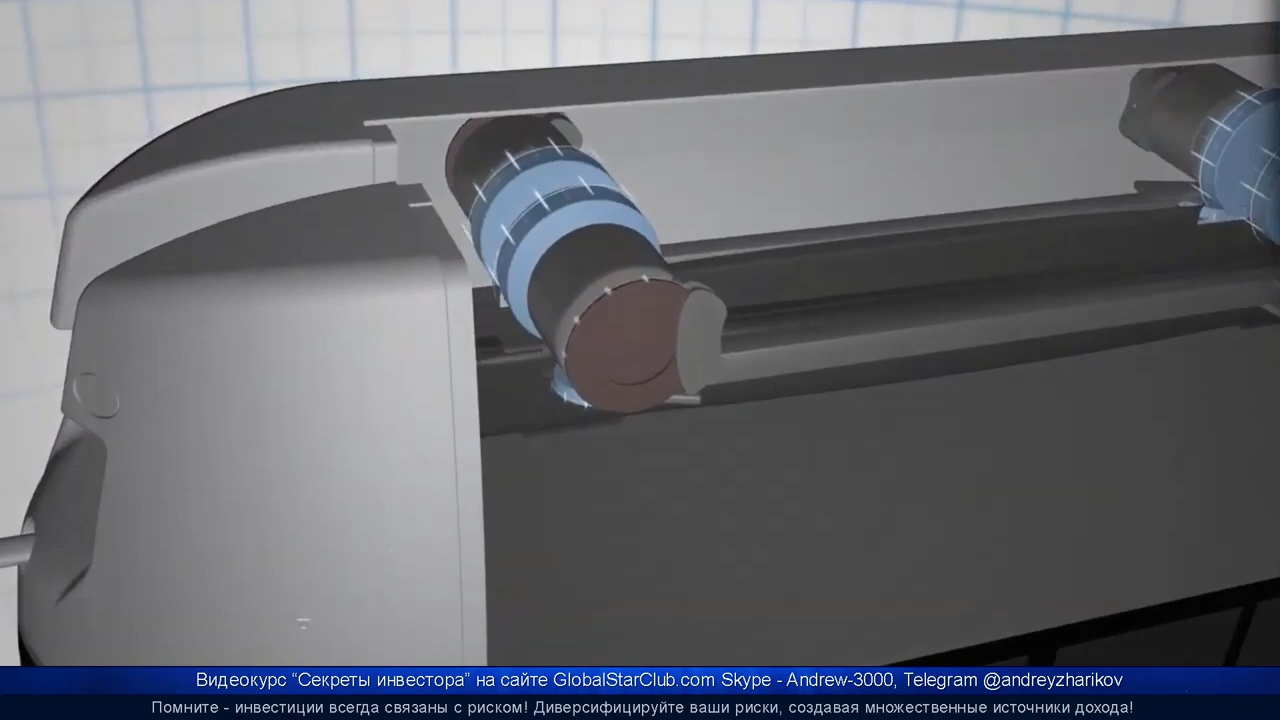 Видеокурс “Секреты инвестора” на сайте GlobalStarClub.com Skype - Andrew-3000, Telegram @andreyzharikov
Помните - инвестиции всегда связаны с риском! Диверсифицируйте ваши риски, создавая множественные источники дохода!